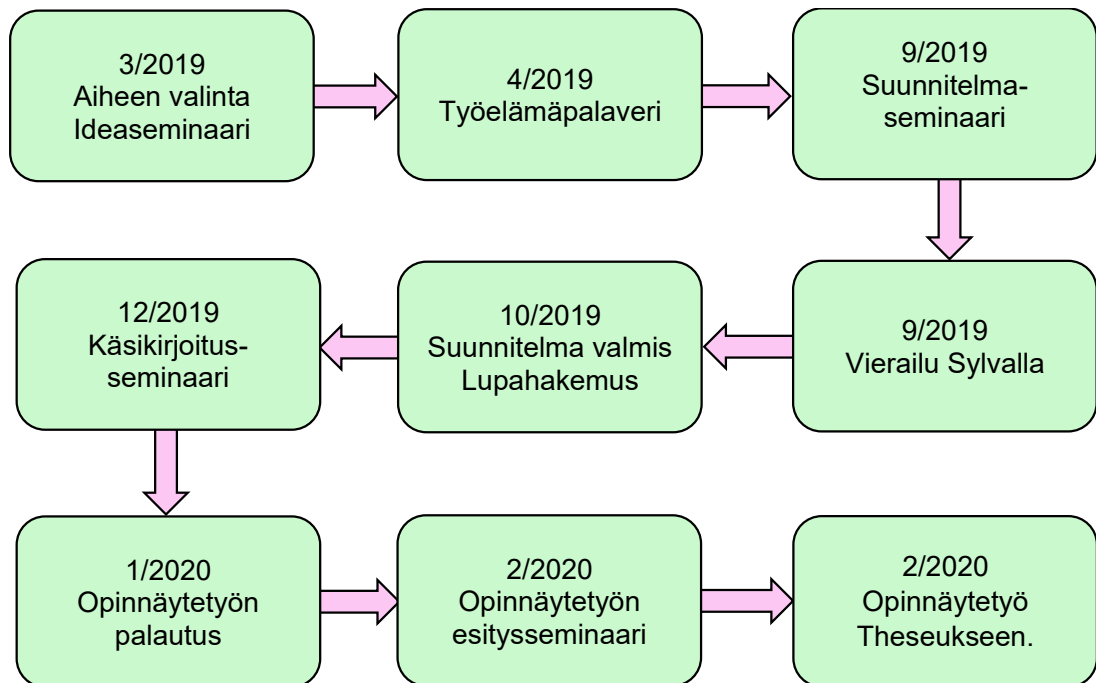 3/2019
Aiheen valinta
Ideaseminaari
4/2019
Työelämäpalaveri
9/2019
Suunnitelma-
seminaari
9/2019
Vierailu Sylvalla
10/2019
Suunnitelma valmis
Lupahakemus
12/2019
Käsikirjoitus-
seminaari
1/2020
Opinnäytetyön
palautus
2/2020
Opinnäytetyön
esitysseminaari
2/2020
Opinnäytetyö
Theseukseen.